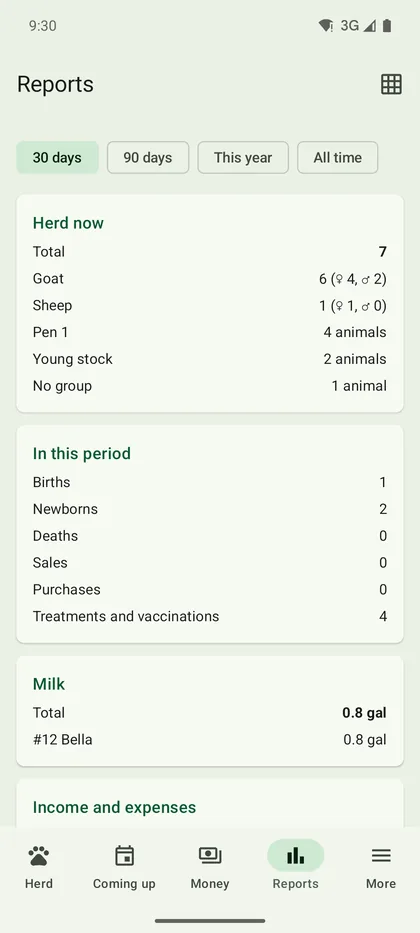 9:30
3G
Reports
30 days
90 days
This year
All time
Herd now
Total 7
Goat 6 (♀ 4, ♂ 2)
Sheep 1 (♀ 1, ♂ 0)
Pen 1 4 animals
Young stock 2 animals
No group 1 animal
In this period
Births 1
Newborns 2
Deaths 0
Sales 0
Purchases 0
Treatments and vaccinations 4
Milk
Total 0.8 gal
#12 Bella 0.8 gal
Income and expenses
Herd
Coming up
Money
Reports
More